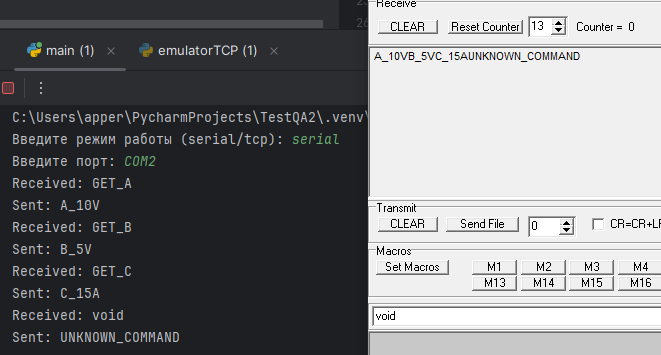 25
26
main (1)
emulatorTCP (1)
C:\Users\apper\PycharmProjects\TestQA2\.venv\
Введите режим работы (serial/tcp): serial
Введите порт: COM2
Received: GET_A
Sent: A_10V
Received: GET_B
Sent: B_5V
Received: GET_C
Sent: C_15A
Received: void
Sent: UNKNOWN_COMMAND
Receive
CLEAR
Reset Counter
13
Counter = 0
A_10VB_5VC_15AUNKNOWN_COMMAND
Transmit
CLEAR
Send File
0
CR=CR+LF
Macros
Set Macros
M1
M2
M3
M4
M13
M14
M15
M16
void